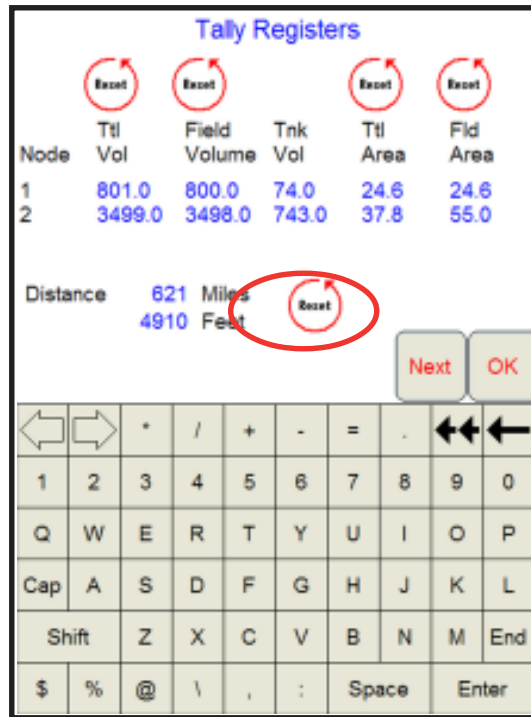 Tally Registers
Reset Reset Reset Reset
Ttl Field Tnk Ttl Fld
Node Vol Volume Vol Area Area
1 801.0 800.0 74.0 24.6 24.6
2 3499.0 3498.0 743.0 37.8 55.0
Distance 621 Miles Reset
4910 Feet
Next OK
* / + - = .
1 2 3 4 5 6 7 8 9 0
Q W E R T Y U I O P
Cap A S D F G H J K L
Shift Z X C V B N M End
$ % @ \ , : Space Enter